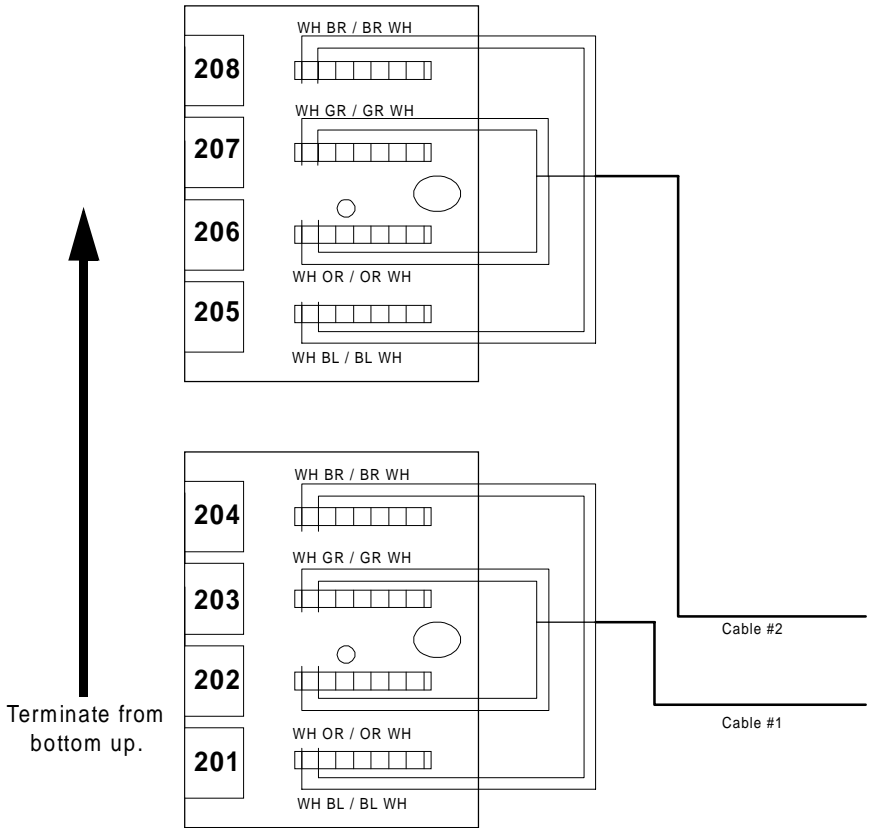 WH BR / BR WH
208
WH GR / GR WH
207
206
WH OR / OR WH
205
WH BL / BL WH
WH BR / BR WH
204
WH GR / GR WH
203
Cable #2
202
Terminate from
bottom up.
Cable #1
WH OR / OR WH
201
WH BL / BL WH